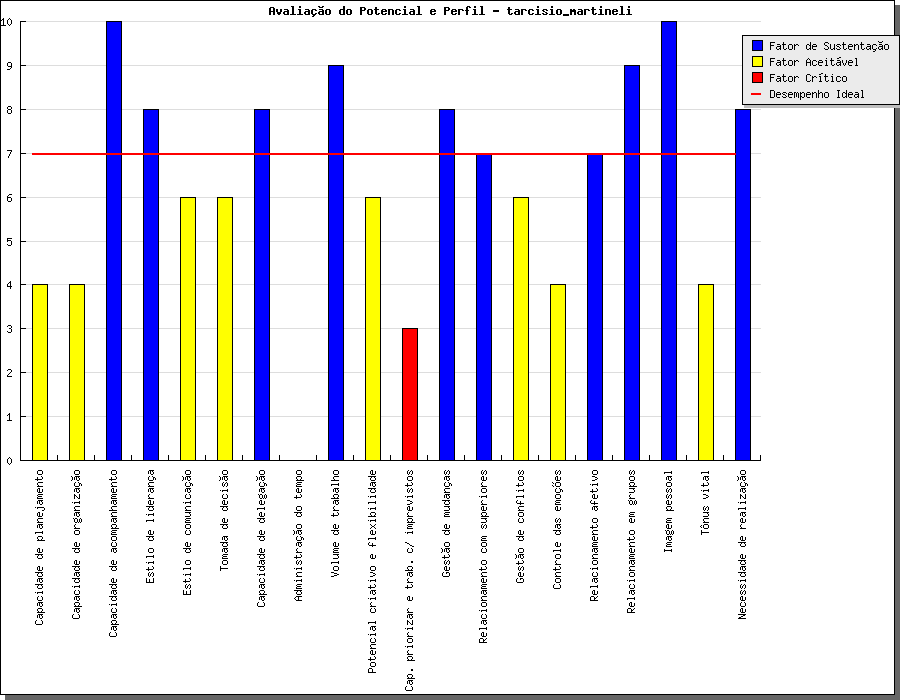 Avaliação do Potencial e Perfil - tarcisio_martineli
Fator de Sustentação
Fator Aceitável
Fator Crítico
Desempenho Ideal
10
9
8
7
6
5
4
3
2
1
0
Capacidade de planejamento
Capacidade de organização
Capacidade de acompanhamento
Estilo de liderança
Estilo de comunicação
Tomada de decisão
Capacidade de delegação
Administração do tempo
Volume de trabalho
Potencial criativo e flexibilidade
Cap. priorizar e trab. c/ imprevistos
Gestão de mudanças
Relacionamento com superiores
Gestão de conflitos
Controle das emoções
Relacionamento afetivo
Relacionamento em grupos
Imagem pessoal
Tônus vital
Necessidade de realização